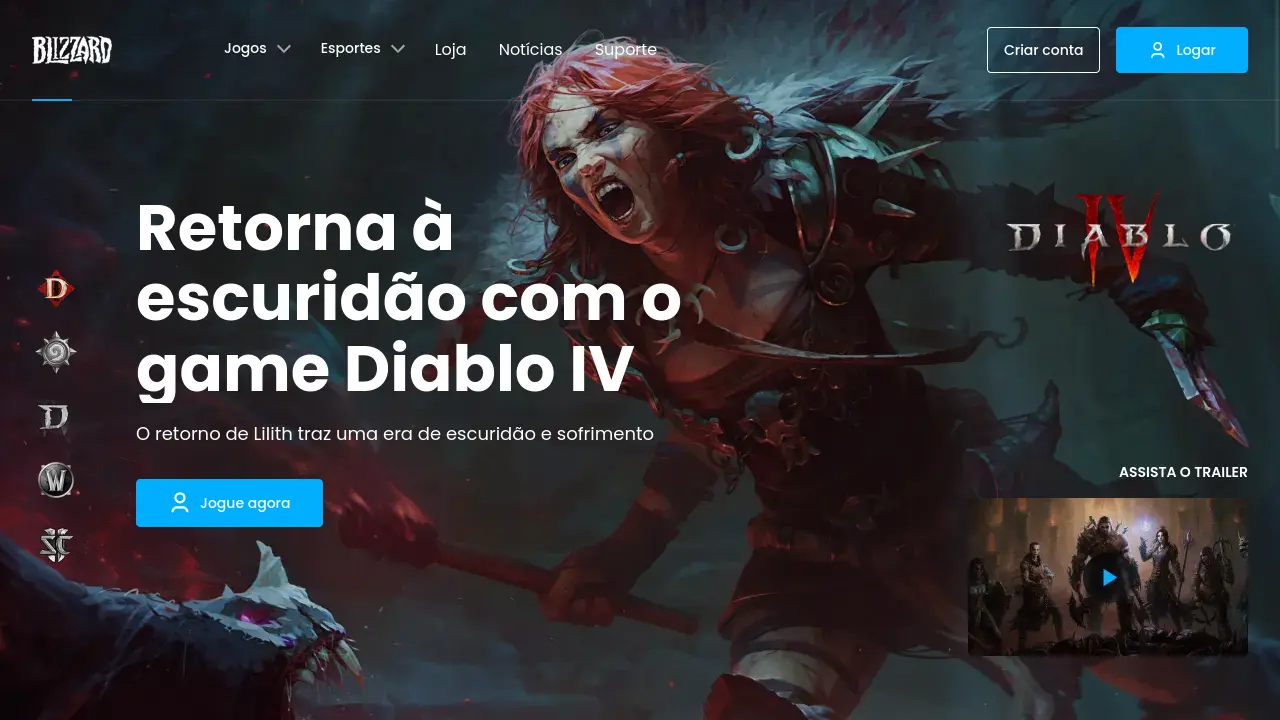 BLIZZARD
Jogos
Esportes
Loja
Notícias
Suporte
Criar conta
Logar
Retorna à
escuridão com o
game Diablo IV
O retorno de Lilith traz uma era de escuridão e sofrimento
Jogue agora
DIABLO
IV
ASSISTA O TRAILER
D
D
W
SC